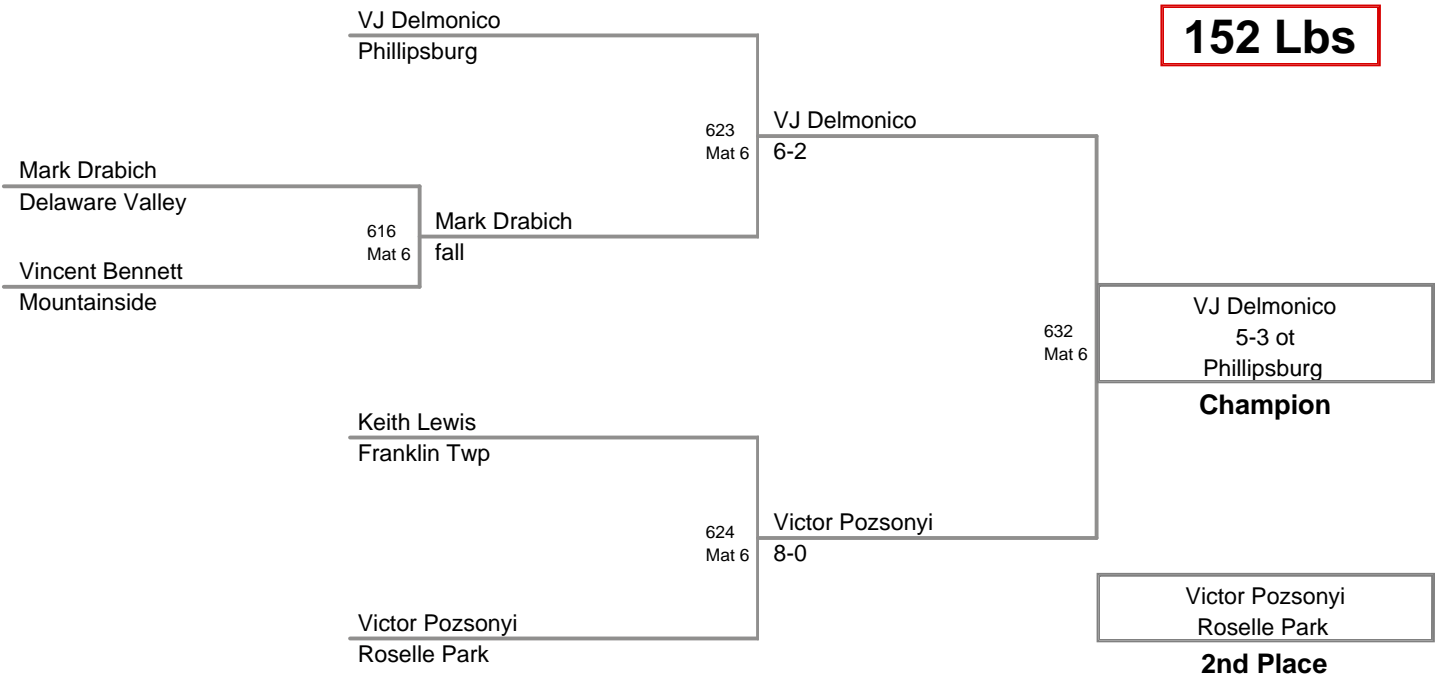 152 Lbs
VJ Delmonico
Phillipsburg
623
Mat 6
VJ Delmonico
6-2
Mark Drabich
Delaware Valley
616
Mat 6
Mark Drabich
fall
Vincent Bennett
Mountainside
632
Mat 6
VJ Delmonico
5-3 ot
Phillipsburg
Champion
Keith Lewis
Franklin Twp
624
Mat 6
Victor Pozsonyi
8-0
Victor Pozsonyi
Roselle Park
Victor Pozsonyi
Roselle Park
2nd Place